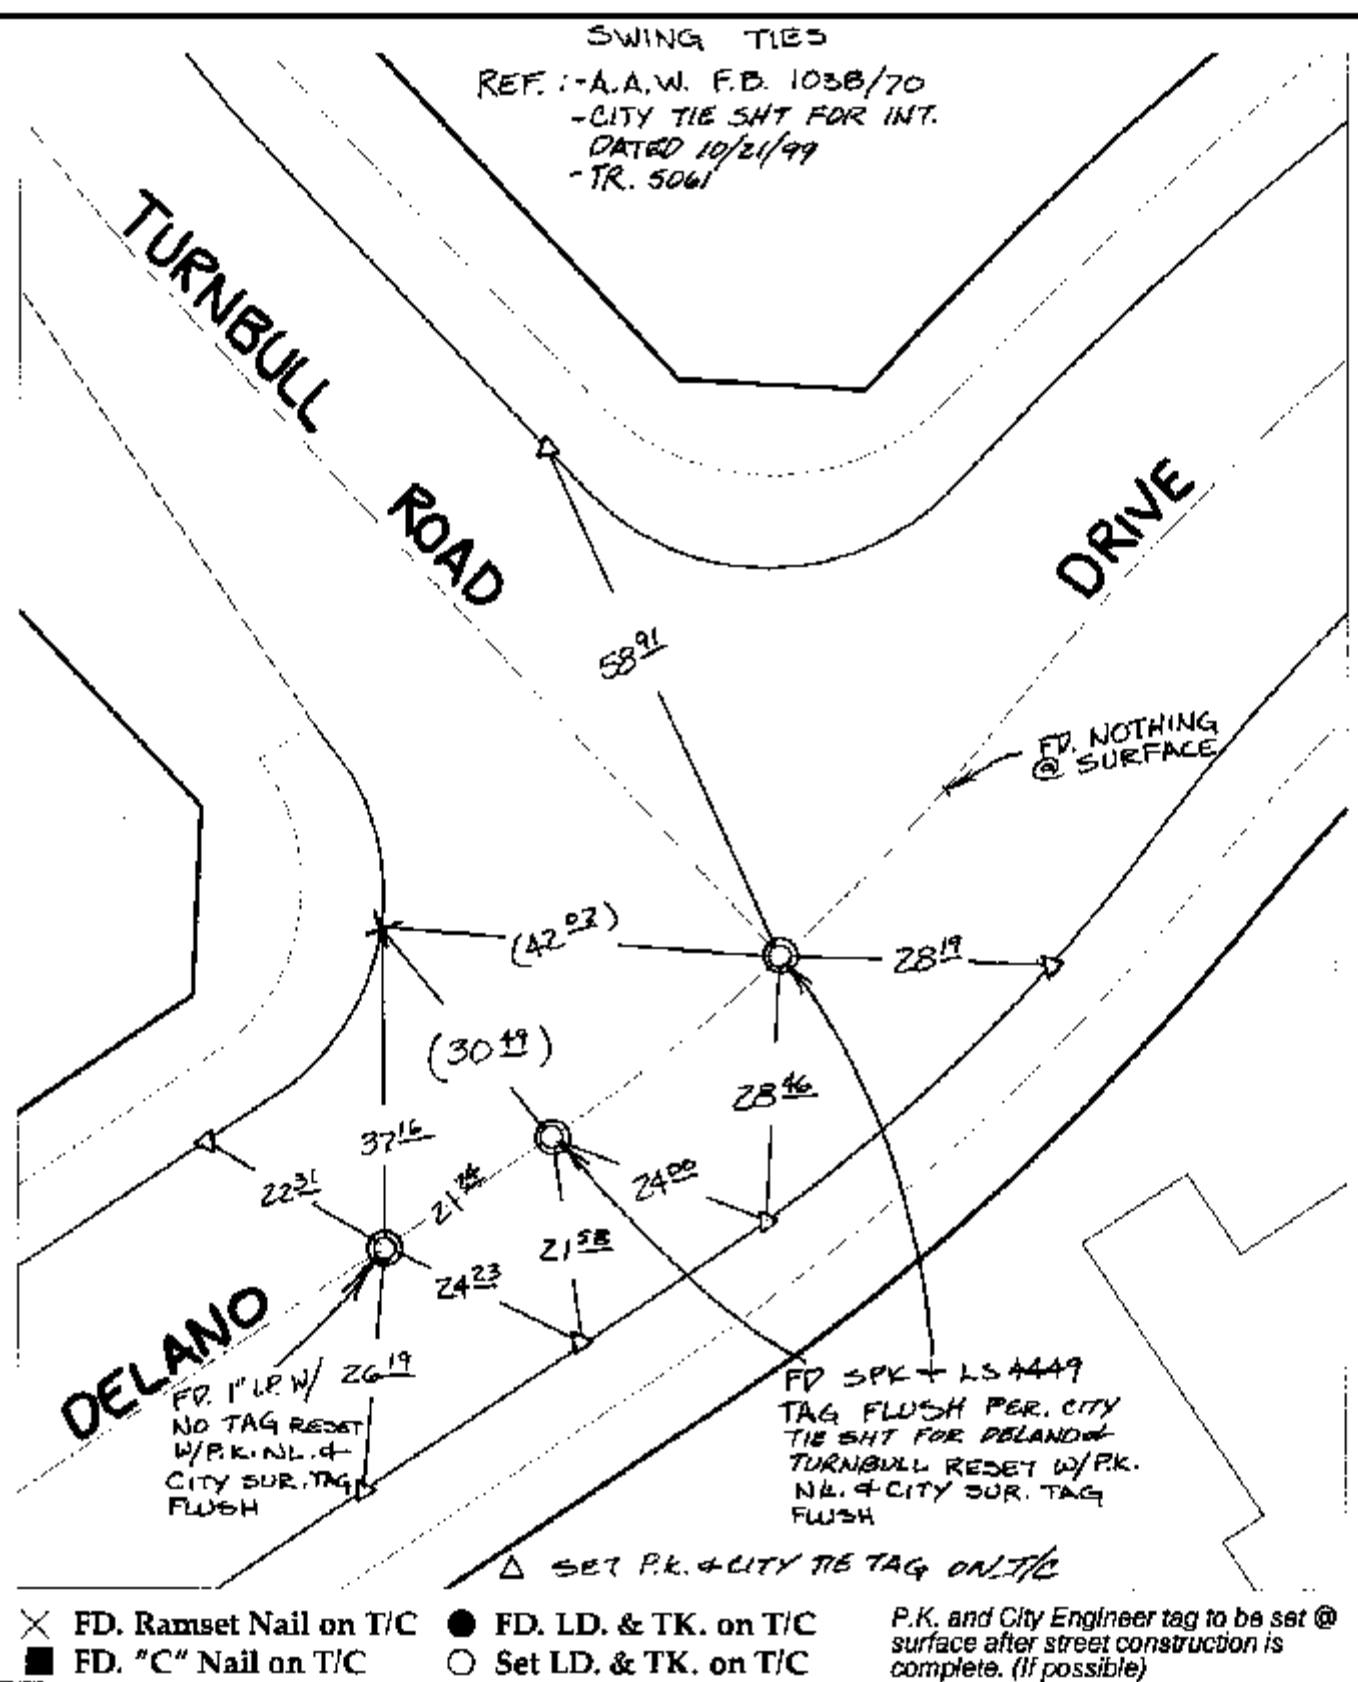 SWING TIES
REF. :-A.A.W. F.B. 103B/70
-CITY TIE SHT FOR INT.
DATED 10/21/99
-TR. 5061
TURNBULL
ROAD
DRIVE
58 91
FD. NOTHING
@ SURFACE
(42 02)
28 19
(30 49)
28 46
37 16
22 31
21 24
24 00
21 58
24 23
DELANO
26 19
FD. 1" I.P. W/
NO TAG RESET
W/P.K. NL. &
CITY SUR. TAG
FLUSH
FD SPK + LS 4449
TAG FLUSH PER. CITY
TIE SHT FOR DELANO &
TURNBULL RESET W/P.K.
NL. & CITY SUR. TAG
FLUSH
△ SET P.K. & CITY TIE TAG ON T/C
FD. Ramset Nail on T/C
FD. LD. & TK. on T/C
FD. "C" Nail on T/C
Set LD. & TK. on T/C
P.K. and City Engineer tag to be set @
surface after street construction is
complete. (If possible)